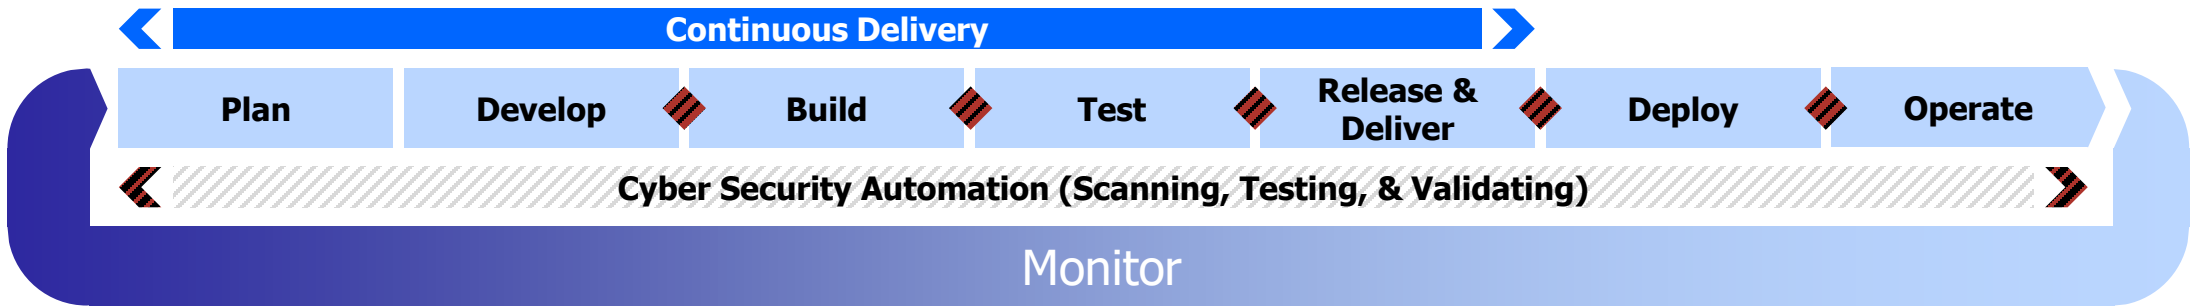 Continuous Delivery
Plan
Develop
Build
Test
Release &
Deliver
Deploy
Operate
Cyber Security Automation (Scanning, Testing, & Validating)
Monitor